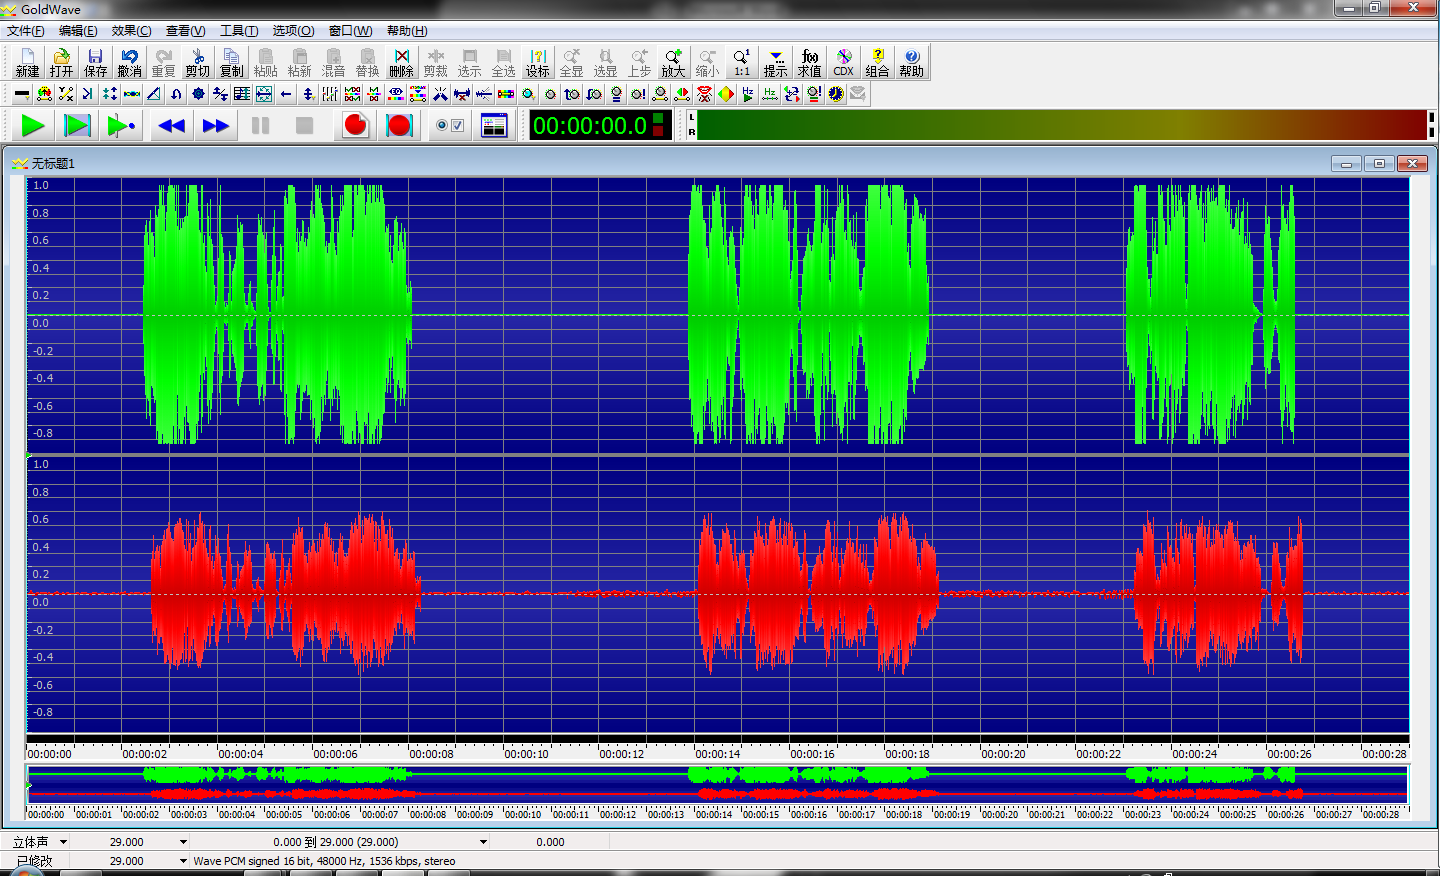 GoldWave
文件(F) 编辑(E) 效果(C) 查看(V) 工具(T) 选项(O) 窗口(W) 帮助(H)
新建 打开 保存 撤消 重复 剪切 复制 粘贴 粘新 混音 替换 删除 剪裁 选示 全选 设标 全显 选显 上步 放大 缩小 1:1 提示 求值 CDX 组合 帮助
00:00:00.0
L
R
无标题1
1.0
0.8
0.6
0.4
0.2
0.0
-0.2
-0.4
-0.6
-0.8
1.0
0.8
0.6
0.4
0.2
0.0
-0.2
-0.4
-0.6
-0.8
00:00:00 00:00:02 00:00:04 00:00:06 00:00:08 00:00:10 00:00:12 00:00:14 00:00:16 00:00:18 00:00:20 00:00:22 00:00:24 00:00:26 00:00:28
00:00:00 00:00:01 00:00:02 00:00:03 00:00:04 00:00:05 00:00:06 00:00:07 00:00:08 00:00:09 00:00:10 00:00:11 00:00:12 00:00:13 00:00:14 00:00:15 00:00:16 00:00:17 00:00:18 00:00:19 00:00:20 00:00:21 00:00:22 00:00:23 00:00:24 00:00:25 00:00:26 00:00:27 00:00:28
立体声 29.000 0.000 到 29.000 (29.000) 0.000
已修改 29.000 Wave PCM signed 16 bit, 48000 Hz, 1536 kbps, stereo